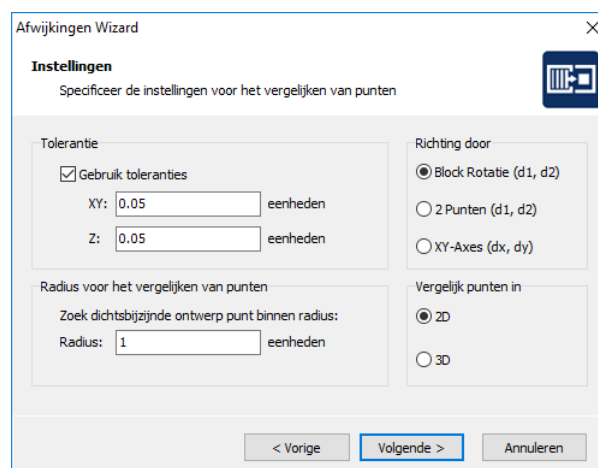 Afwijkingen Wizard
Instellingen
Specificeer de instellingen voor het vergelijken van punten
Tolerantie
Gebruik toleranties
XY: 0.05 eenheden
Z: 0.05 eenheden
Richting door
Block Rotatie (d1, d2)
2 Punten (d1, d2)
XY-Axes (dx, dy)
Radius voor het vergelijken van punten
Zoek dichtsbijzijnde ontwerp punt binnen radius:
Radius: 1 eenheden
Vergelijk punten in
2D
3D
< Vorige Volgende > Annuleren